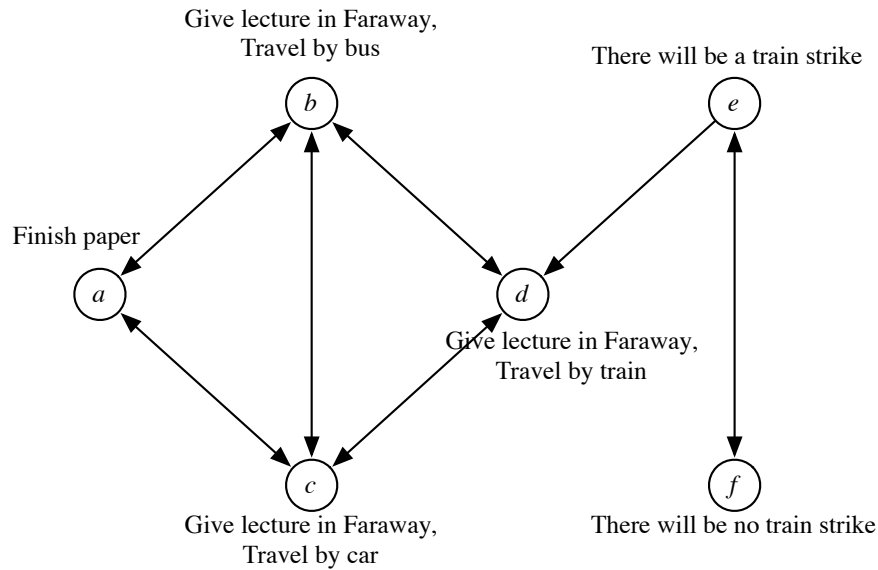 Give lecture in Faraway,
Travel by bus
There will be a train strike
b
e
Finish paper
a
d
Give lecture in Faraway,
Travel by train
c
f
Give lecture in Faraway,
Travel by car
There will be no train strike